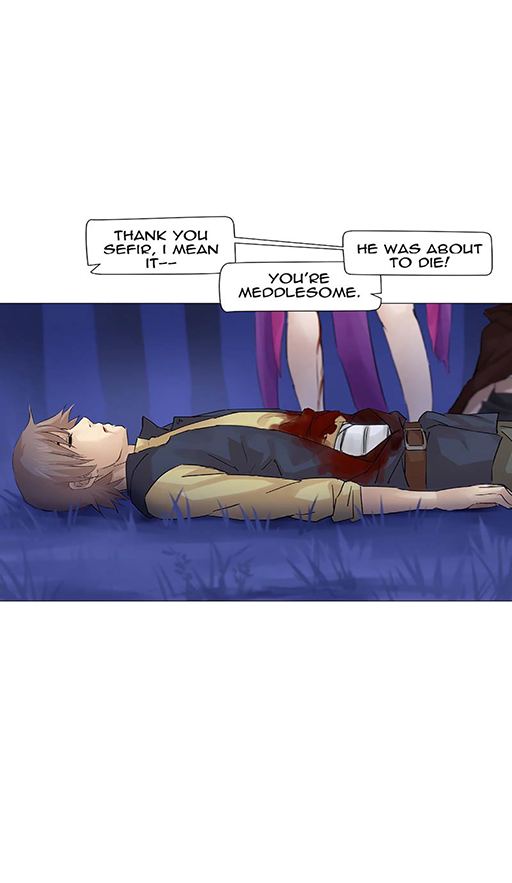 THANK YOU
SEFIR, I MEAN
IT--
YOU'RE
MEDDLESOME.
HE WAS ABOUT
TO DIE!